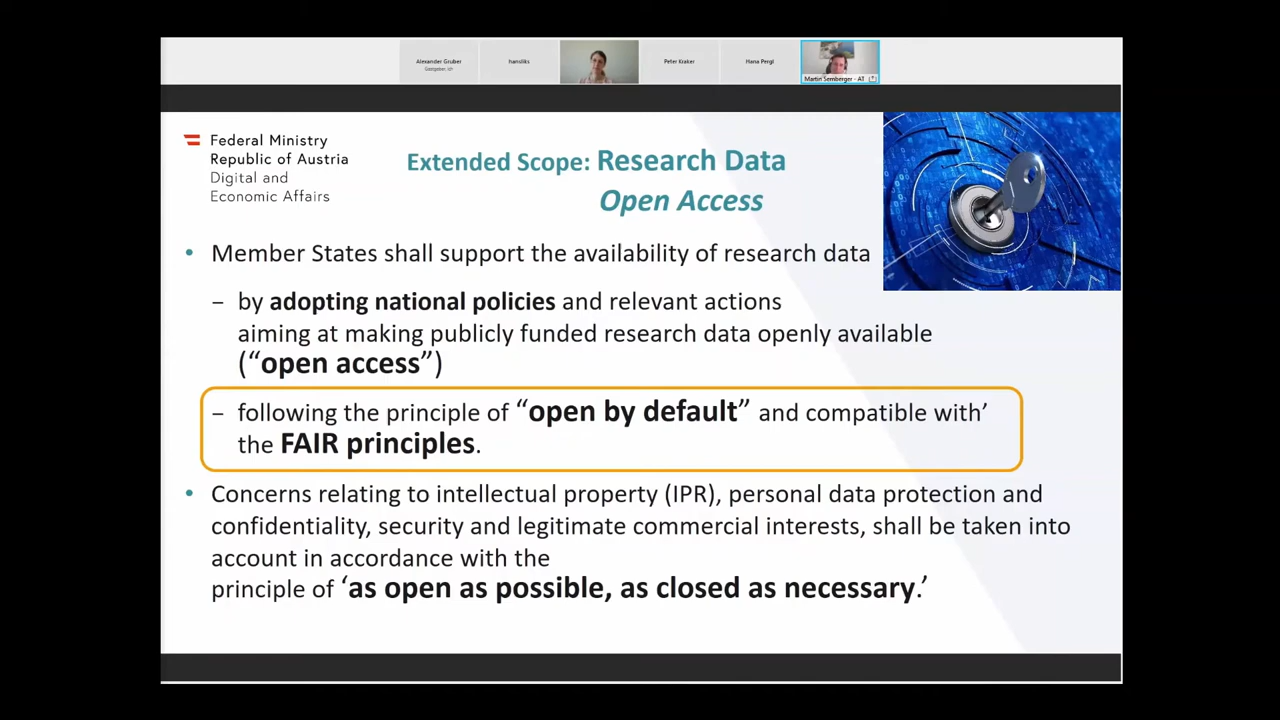 Alexander Gruber
Gastgeber, ich
hansliks
Peter Kraker
Hana Pergl
Martin Semberger - AT
Federal Ministry
Republic of Austria
Digital and
Economic Affairs
Extended Scope: Research Data
Open Access
• Member States shall support the availability of research data
– by adopting national policies and relevant actions
aiming at making publicly funded research data openly available
(“open access”)
– following the principle of “open by default” and compatible with’
the FAIR principles.
• Concerns relating to intellectual property (IPR), personal data protection and
confidentiality, security and legitimate commercial interests, shall be taken into
account in accordance with the
principle of ‘as open as possible, as closed as necessary.’